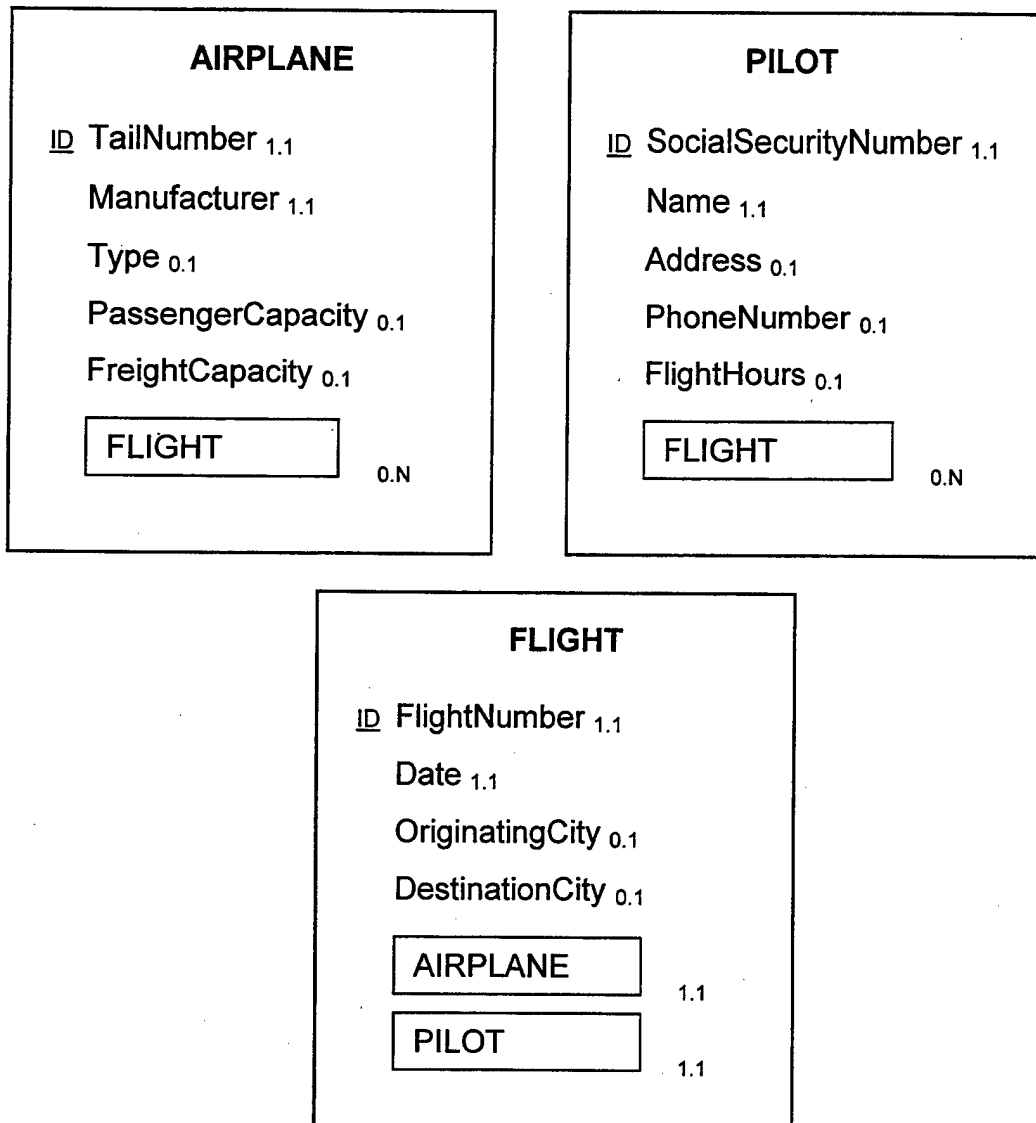 AIRPLANE
ID TailNumber 1.1
Manufacturer 1.1
Type 0.1
PassengerCapacity 0.1
FreightCapacity 0.1
FLIGHT 0.N
PILOT
ID SocialSecurityNumber 1.1
Name 1.1
Address 0.1
PhoneNumber 0.1
FlightHours 0.1
FLIGHT 0.N
FLIGHT
ID FlightNumber 1.1
Date 1.1
OriginatingCity 0.1
DestinationCity 0.1
AIRPLANE 1.1
PILOT 1.1